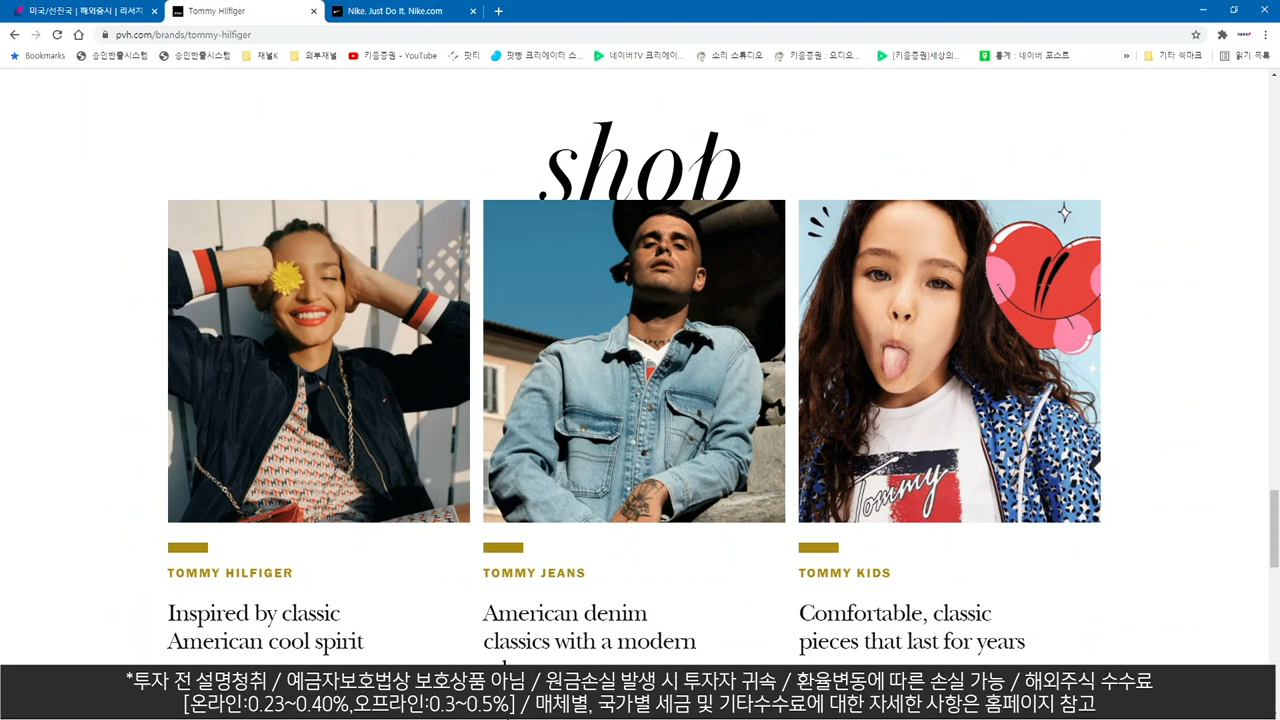 미국/선진국 | 해외증시 | 리서치
Tommy Hilfiger
Nike. Just Do It. Nike.com
pvh.com/brands/tommy-hilfiger
Bookmarks
승인반출시스템
승인반출시스템
채널K
외부채널
키움증권 - YouTube
팟티
팟빵 크리에이터 스...
네이버TV 크리에이...
소리 스튜디오
키움증권 : 오디오...
[키움증권]세상의...
통계 : 네이버 포스트
기타 북마크
읽기 목록
shop
Tommy
TOMMY HILFIGER
TOMMY JEANS
TOMMY KIDS
Inspired by classic
American cool spirit
American denim
classics with a modern
Comfortable, classic
pieces that last for years
*투자 전 설명청취 / 예금자보호법상 보호상품 아님 / 원금손실 발생 시 투자자 귀속 / 환율변동에 따른 손실 가능 / 해외주식 수수료
[온라인:0.23~0.40%,오프라인:0.3~0.5%] / 매체별, 국가별 세금 및 기타수수료에 대한 자세한 사항은 홈페이지 참고